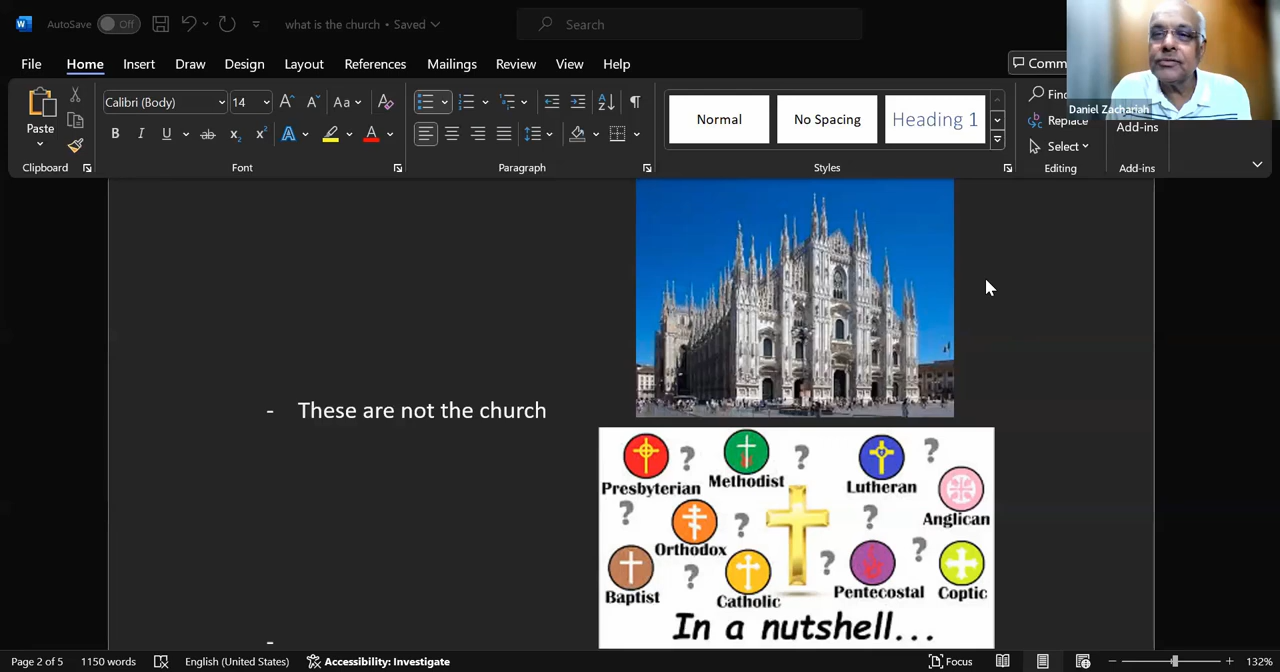 AutoSave Off what is the church • Saved Search
File Home Insert Draw Design Layout References Mailings Review View Help
Paste
Clipboard
Calibri (Body) 14 Aa
Font
Paragraph
Normal No Spacing Heading 1
Styles
Replace
Select
Editing
Add-ins
Add-ins
Daniel Zachariah
- These are not the church
Presbyterian ? Methodist ? Lutheran ?
? Orthodox ? ? Anglican
Baptist ? Catholic ? Pentecostal ? Coptic
In a nutshell...
-
Page 2 of 5 1150 words English (United States) Accessibility: Investigate Focus 132%